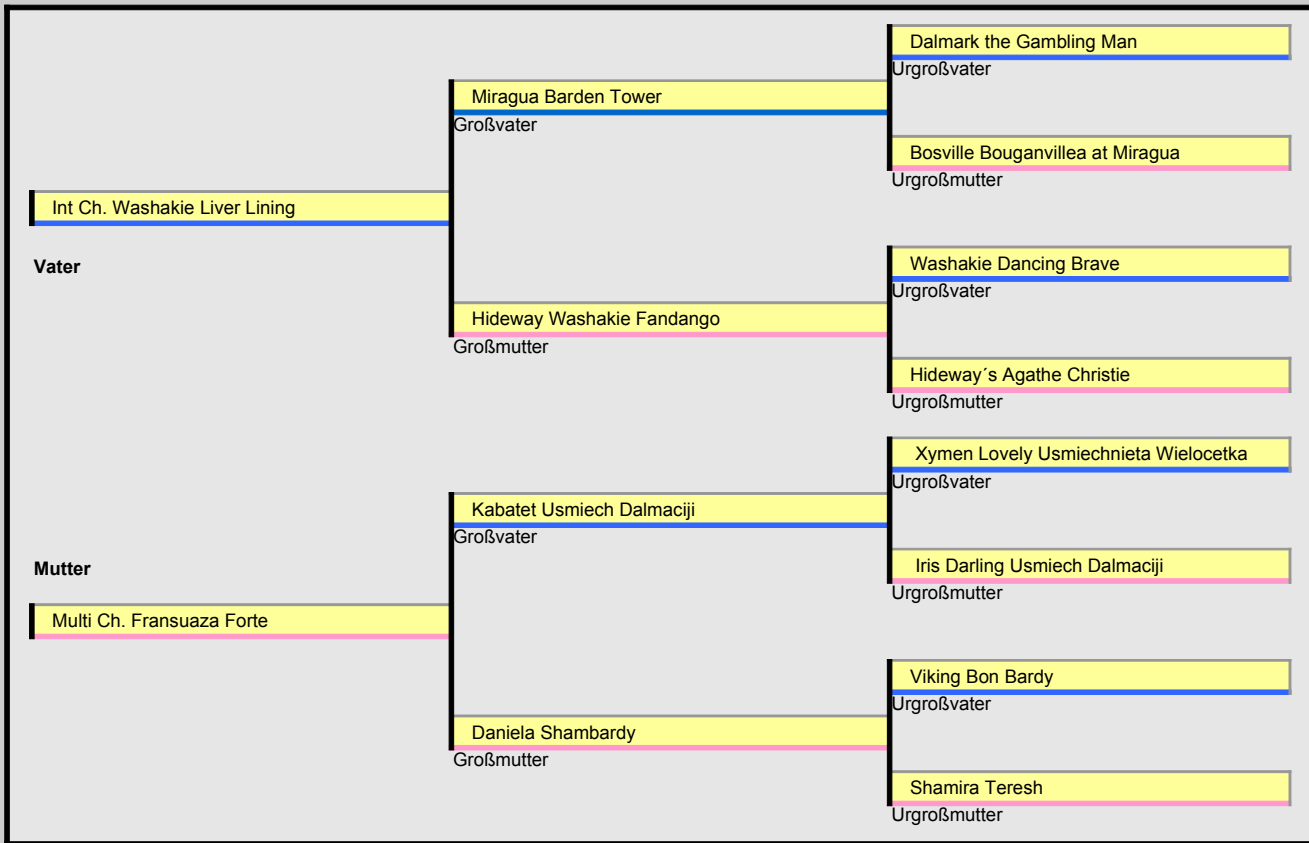 Dalmark the Gambling Man
Urgroßvater
Miragua Barden Tower
Großvater
Bosville Bouganvillea at Miragua
Urgroßmutter
Int Ch. Washakie Liver Lining
Vater
Washakie Dancing Brave
Urgroßvater
Hideway Washakie Fandango
Großmutter
Hideway´s Agathe Christie
Urgroßmutter
Xymen Lovely Usmiechnieta Wielocetka
Urgroßvater
Kabatet Usmiech Dalmaciji
Großvater
Iris Darling Usmiech Dalmaciji
Urgroßmutter
Mutter
Multi Ch. Fransuaza Forte
Viking Bon Bardy
Urgroßvater
Daniela Shambardy
Großmutter
Shamira Teresh
Urgroßmutter